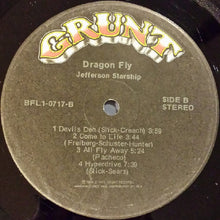 GRUNT
Dragon Fly
Jefferson Starship
BFL1-0717-B
SIDE B
STEREO
1 Devils Den (Slick-Creach) 3:59
2 Come to Life 3:44
(Freiberg-Schuster-Hunter)
3 All Fly Away 5:24
(Pacheco)
4 Hyperdrive 7:39
(Slick-Sears)